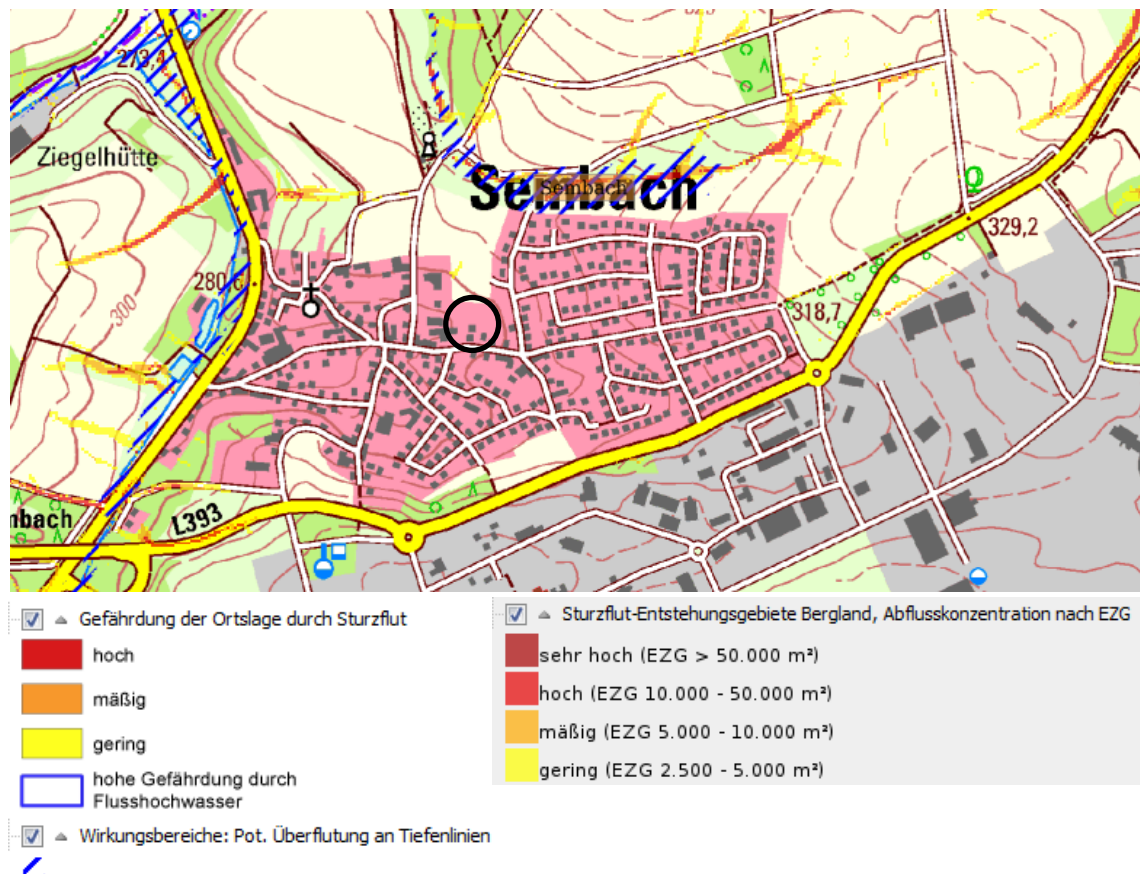 273,4
Ziegelhütte
Sembach
Sembach
329,2
280,6
300
318,7
L393
mbach
Gefährdung der Ortslage durch Sturzflut
hoch
mäßig
gering
hohe Gefährdung durch
Flusshochwasser
Wirkungsbereiche: Pot. Überflutung an Tiefenlinien
Sturzflut-Entstehungsgebiete Bergland, Abflusskonzentration nach EZG
sehr hoch (EZG > 50.000 m²)
hoch (EZG 10.000 - 50.000 m²)
mäßig (EZG 5.000 - 10.000 m²)
gering (EZG 2.500 - 5.000 m²)